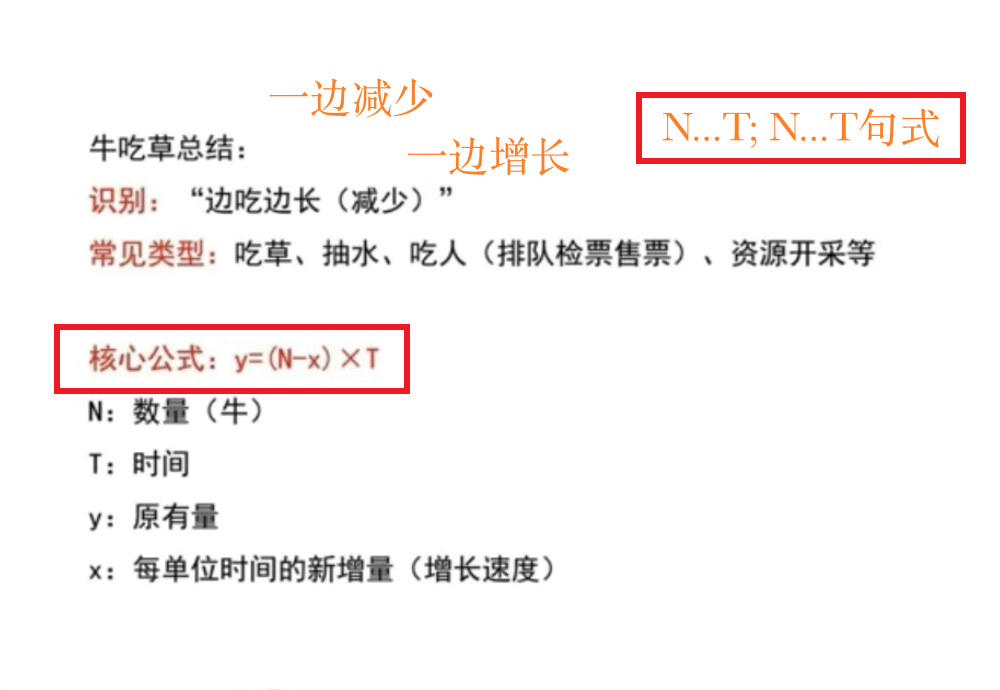 一边减少
N...T; N...T句式
牛吃草总结：
一边增长
识别：“边吃边长（减少）”
常见类型：吃草、抽水、吃人（排队检票售票）、资源开采等
核心公式：y=(N-x)×T
N：数量（牛）
T：时间
y：原有量
x：每单位时间的新增量（增长速度）